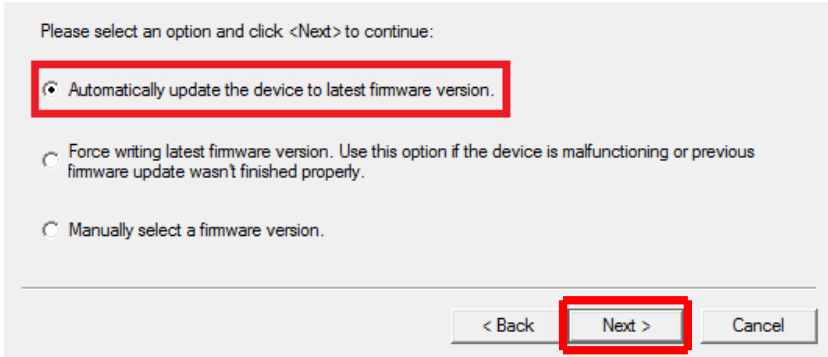 Please select an option and click <Next> to continue:
Automatically update the device to latest firmware version.
Force writing latest firmware version. Use this option if the device is malfunctioning or previous
firmware update wasn't finished properly.
Manually select a firmware version.
< Back
Next >
Cancel